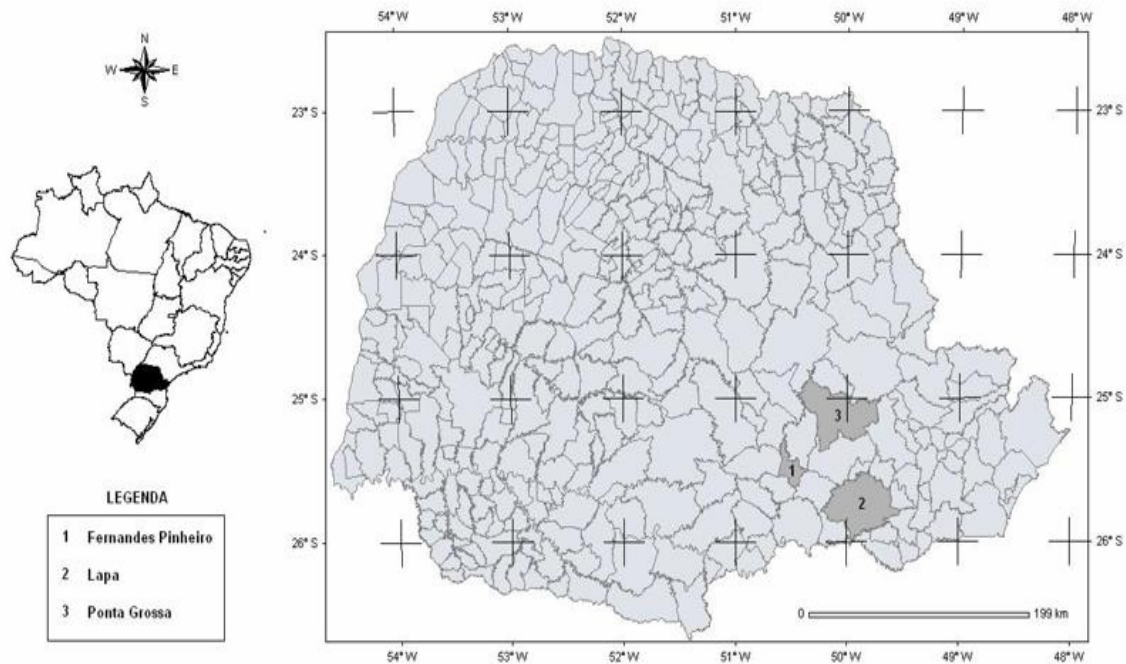 54° W 53° W 52° W 51° W 50° W 49° W 48° W
N
W E
S
23° S 23° S
24° S 24° S
25° S 25° S
3
1
LEGENDA
2
1 Fernandes Pinheiro
26° S 26° S
2 Lapa
3 Ponta Grossa
0 199 km
54° W 53° W 52° W 51° W 50° W 49° W 48° W